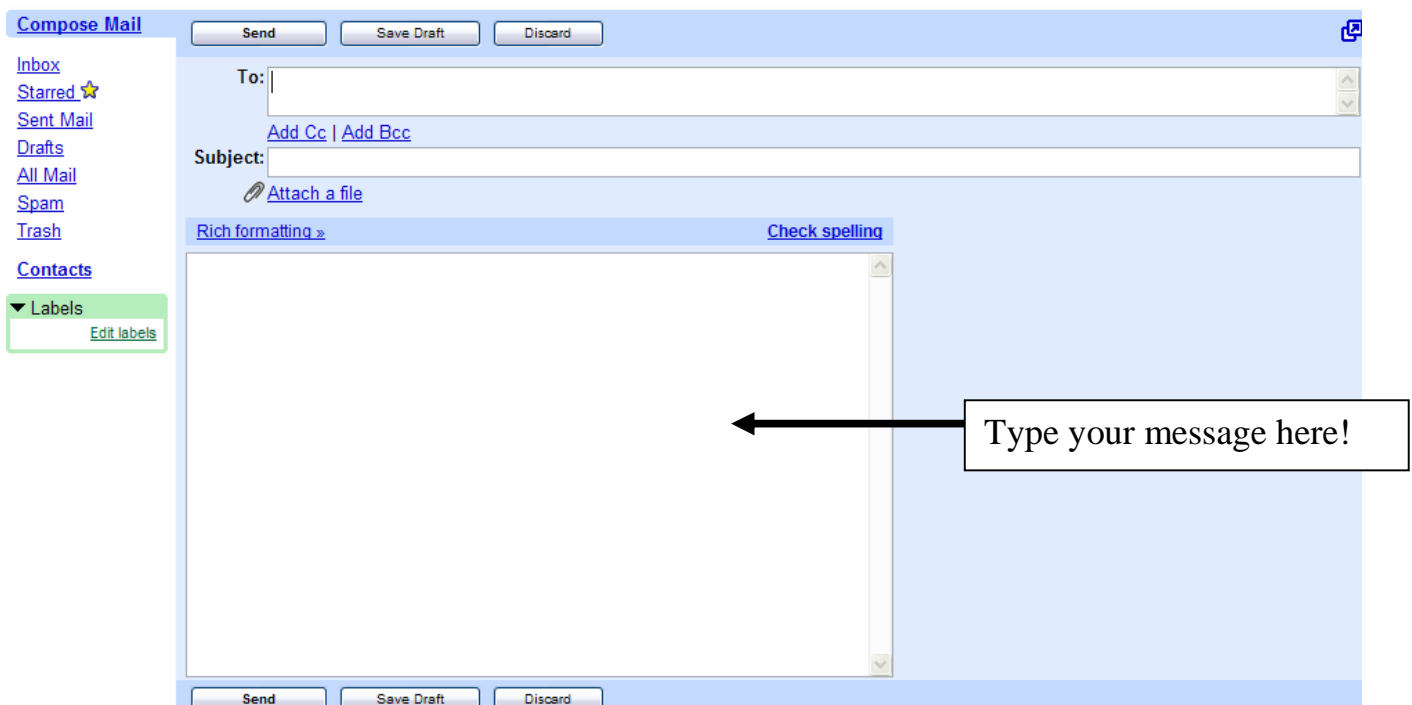 Compose Mail
Send Save Draft Discard
Inbox
Starred
Sent Mail
Drafts
All Mail
Spam
Trash
Contacts
Labels
Edit labels
To:
Add Cc | Add Bcc
Subject:
Attach a file
Rich formatting » Check spelling
Type your message here!
Send Save Draft Discard